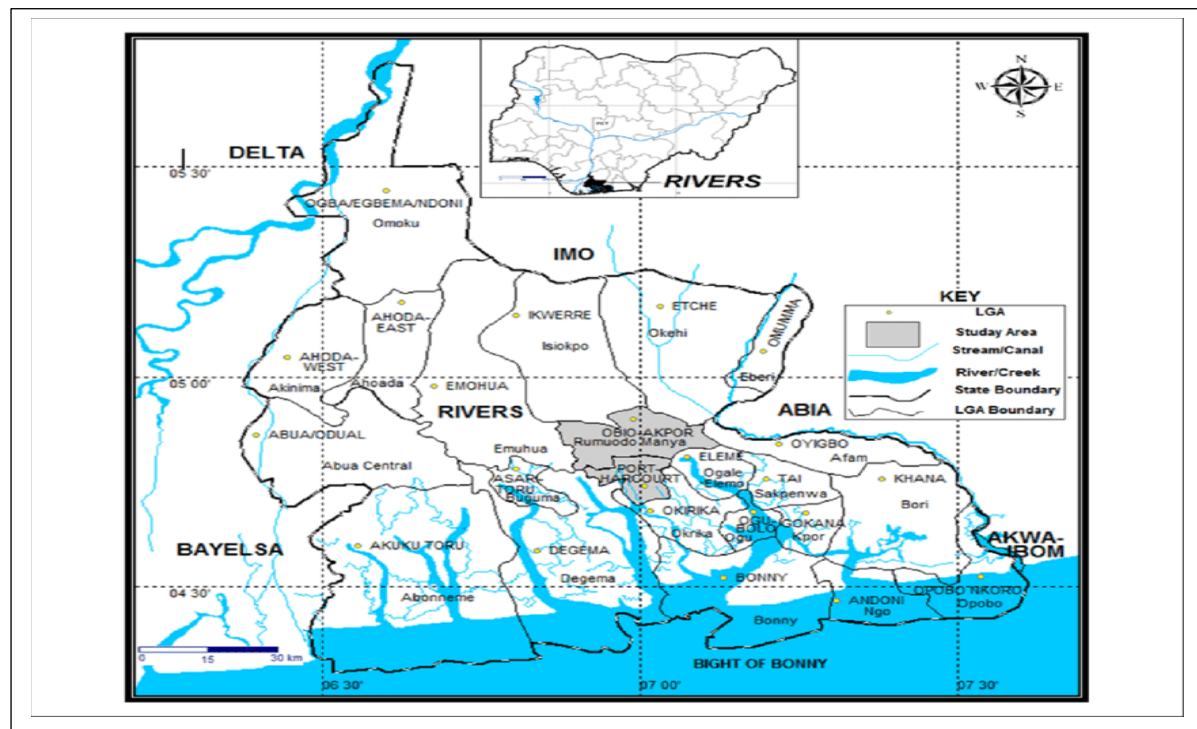 N
W
E
S
DELTA
RIVERS
05 30'
OGBA/EGBEMA/NDONI
Omoku
IMO
KEY
LGA
Studay Area
Stream/Canal
River/Creek
State Boundary
LGA Boundary
AHODA-
EAST
IKWERRE
Isiokpo
ETCHE
Okehi
OMUMMA
Eberi
AHODA-
WEST
05 00'
Akinima
Ahoada
EMOHUA
RIVERS
ABIA
OBIO-AKPOR
Rumuodo Manya
ABUA/ODUAL
Abua Central
Emuhua
OYIGBO
Afam
ELEME
Ogale
Elemo
PORT-
HARCOURT
ASARI-
TORU
Buguma
TAI
Sakpenwa
KHANA
Bori
OKIRIKA
Okrika
OGU-
BOLO
Ogu
GOKANA
Kpor
BAYELSA
AKUKU TORU
Abonneme
DEGEMA
Degema
BONNY
Bonny
AKWA-
IBOM
OPOBO NKORO
Opobo
ANDONI
Ngo
04 30'
0 15 30 km
BIGHT OF BONNY
06 30'
07 00'
07 30'